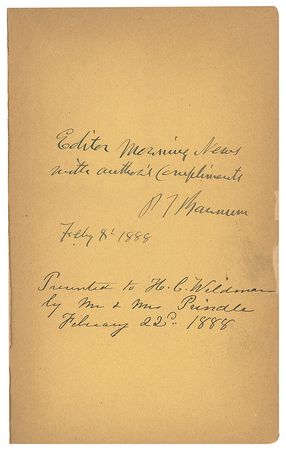 Editor Morning News
with author's Compliments
P T Barnum
Feby 8th 1888
Presented to H. C. Wildman
by Mr & Mrs Prindle
February 22d 1888